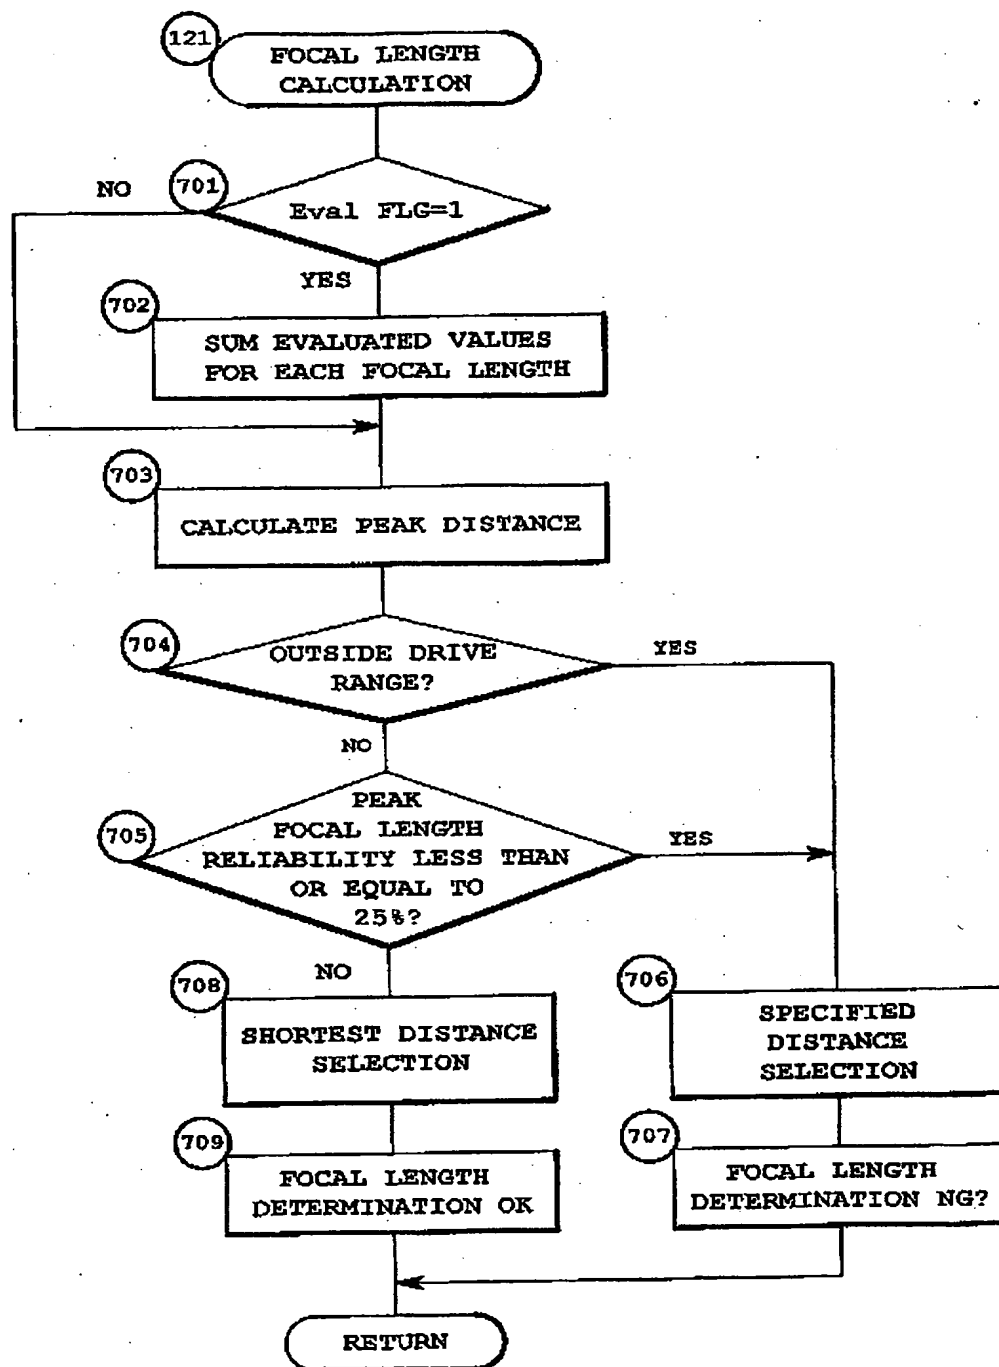 121
FOCAL LENGTH
CALCULATION
NO
701
Eval FLG=1
YES
702
SUM EVALUATED VALUES
FOR EACH FOCAL LENGTH
703
CALCULATE PEAK DISTANCE
704
OUTSIDE DRIVE
RANGE?
YES
NO
705
PEAK
FOCAL LENGTH
RELIABILITY LESS THAN
OR EQUAL TO
25%?
YES
NO
708
SHORTEST DISTANCE
SELECTION
706
SPECIFIED
DISTANCE
SELECTION
709
FOCAL LENGTH
DETERMINATION OK
707
FOCAL LENGTH
DETERMINATION NG?
RETURN